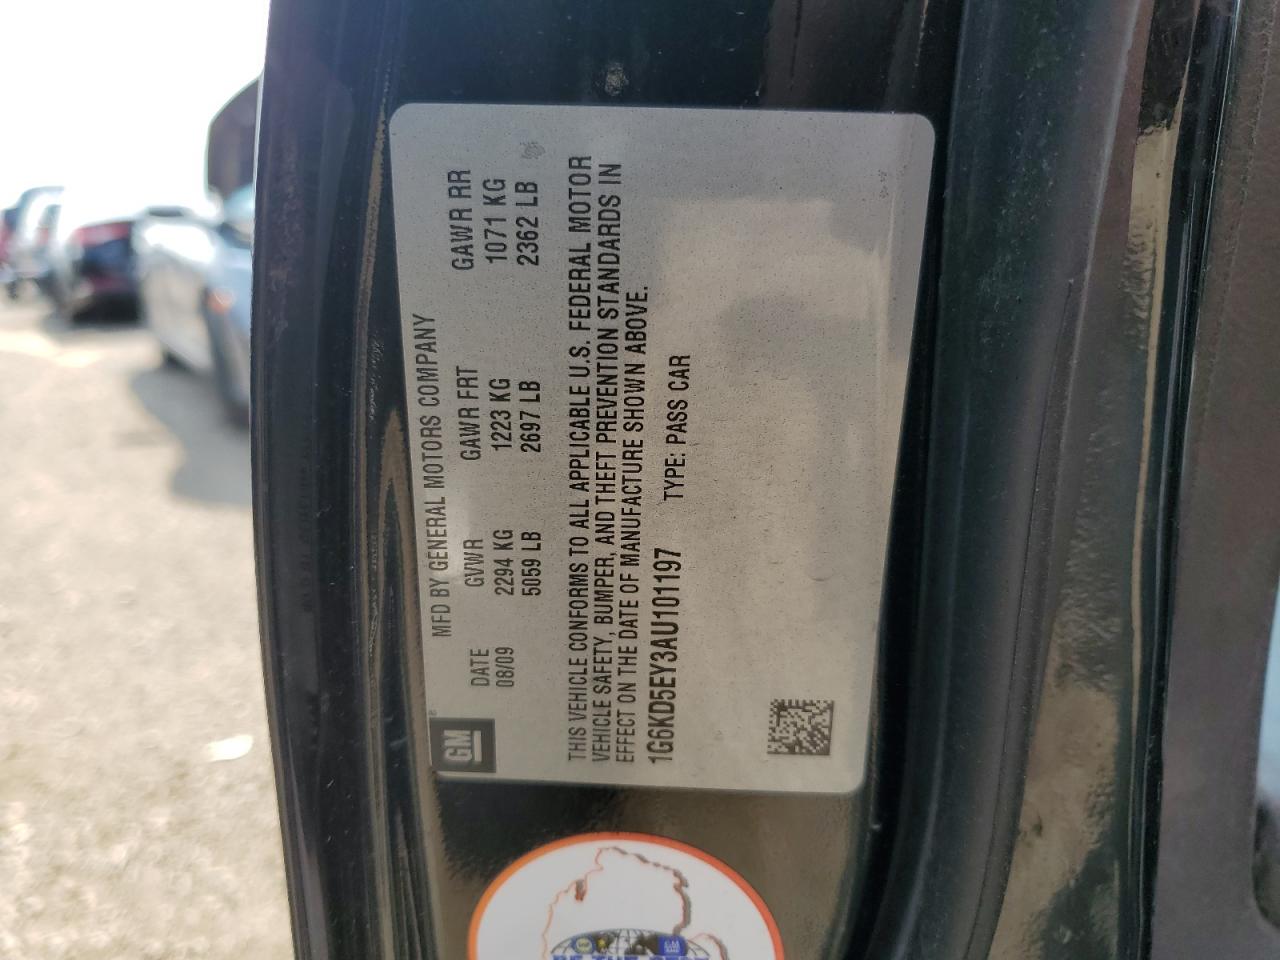 GM
MFD BY GENERAL MOTORS COMPANY
DATE GVWR GAWR FRT GAWR RR
08/09 2294 KG 1223 KG 1071 KG
5059 LB 2697 LB 2362 LB
THIS VEHICLE CONFORMS TO ALL APPLICABLE U.S. FEDERAL MOTOR
VEHICLE SAFETY, BUMPER, AND THEFT PREVENTION STANDARDS IN
EFFECT ON THE DATE OF MANUFACTURE SHOWN ABOVE.
1G6KD5EY3AU101197 TYPE: PASS CAR